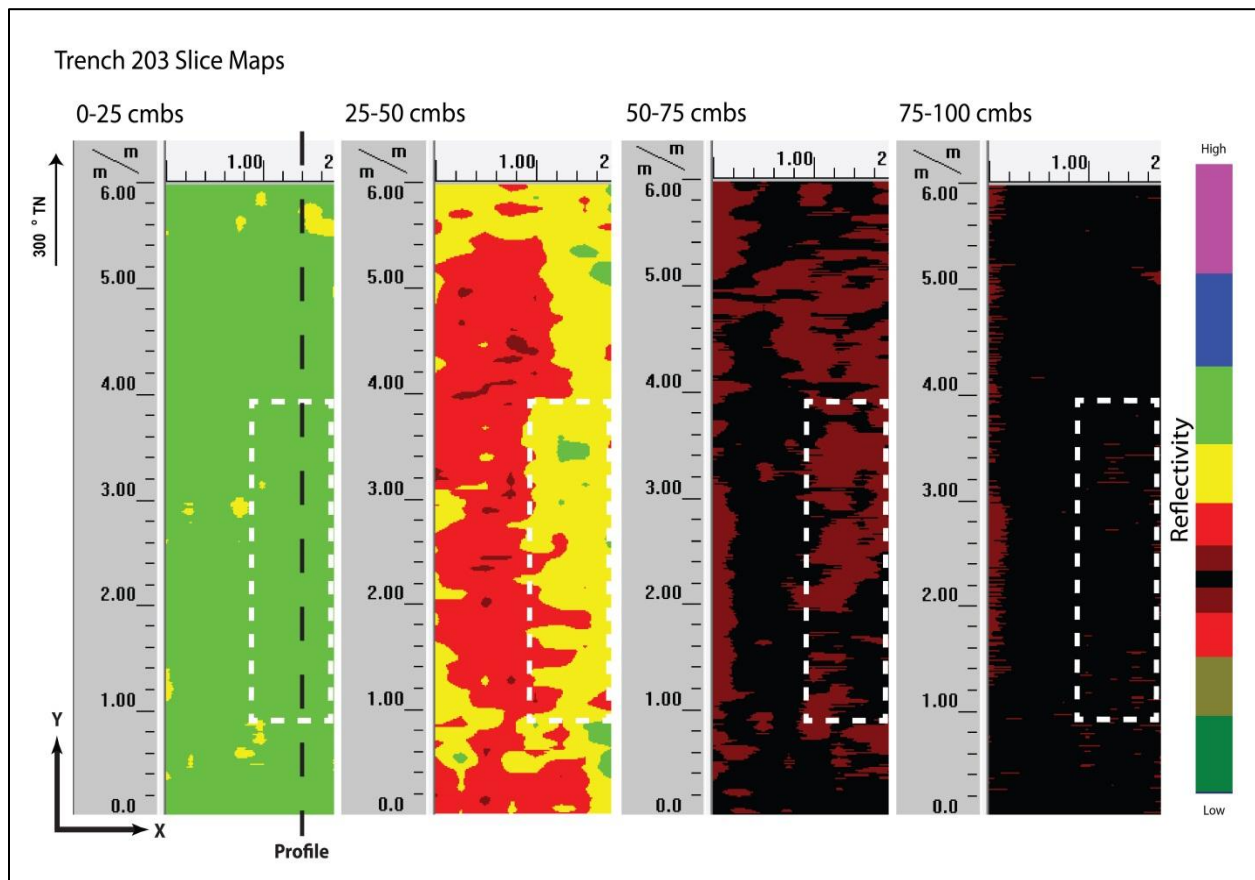 Trench 203 Slice Maps
0-25 cmbs
25-50 cmbs
50-75 cmbs
75-100 cmbs
m
m
1.00
2
6.00
5.00
4.00
3.00
2.00
1.00
0.0
m
m
1.00
2
6.00
5.00
4.00
3.00
2.00
1.00
0.0
m
m
1.00
2
6.00
5.00
4.00
3.00
2.00
1.00
0.0
m
m
1.00
2
6.00
5.00
4.00
3.00
2.00
1.00
0.0
300 ° TN
Y
X
Profile
High
Reflectivity
Low